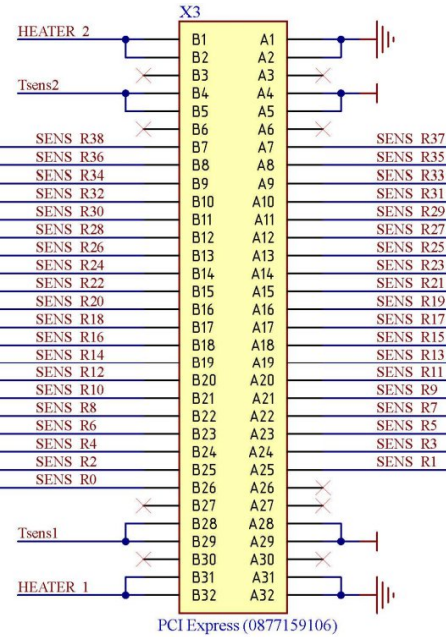 X3
HEATER 2 B1 A1
B2 A2
B3 A3
Tsens2 B4 A4
B5 A5
B6 A6
SENS R38 B7 A7 SENS R37
SENS R36 B8 A8 SENS R35
SENS R34 B9 A9 SENS R33
SENS R32 B10 A10 SENS R31
SENS R30 B11 A11 SENS R29
SENS R28 B12 A12 SENS R27
SENS R26 B13 A13 SENS R25
SENS R24 B14 A14 SENS R23
SENS R22 B15 A15 SENS R21
SENS R20 B16 A16 SENS R19
SENS R18 B17 A17 SENS R17
SENS R16 B18 A18 SENS R15
SENS R14 B19 A19 SENS R13
SENS R12 B20 A20 SENS R11
SENS R10 B21 A21 SENS R9
SENS R8 B22 A22 SENS R7
SENS R6 B23 A23 SENS R5
SENS R4 B24 A24 SENS R3
SENS R2 B25 A25 SENS R1
SENS R0 B26 A26
B27 A27
B28 A28
Tsens1 B29 A29
B30 A30
B31 A31
HEATER 1 B32 A32
PCI Express (0877159106)